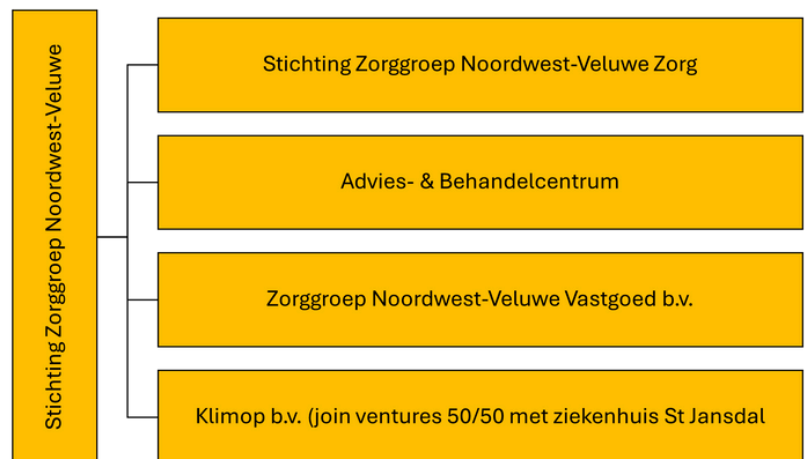 Stichting Zorggroep Noordwest-Veluwe
Stichting Zorggroep Noordwest-Veluwe Zorg
Advies- & Behandelcentrum
Zorggroep Noordwest-Veluwe Vastgoed b.v.
Klimop b.v. (join ventures 50/50 met ziekenhuis St Jansdal